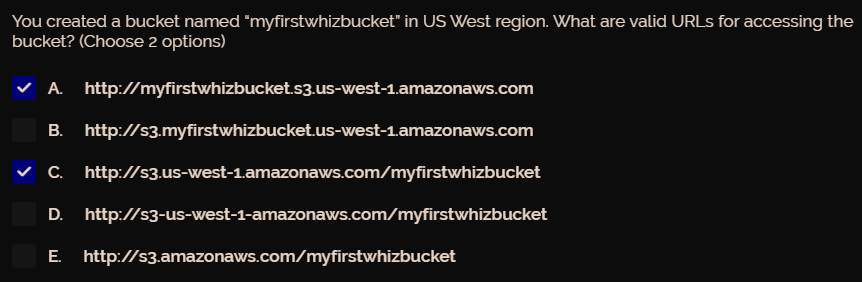 You created a bucket named “myfirstwhizbucket” in US West region. What are valid URLs for accessing the
bucket? (Choose 2 options)
A. http://myfirstwhizbucket.s3.us-west-1.amazonaws.com
B. http://s3.myfirstwhizbucket.us-west-1.amazonaws.com
C. http://s3.us-west-1.amazonaws.com/myfirstwhizbucket
D. http://s3-us-west-1-amazonaws.com/myfirstwhizbucket
E. http://s3.amazonaws.com/myfirstwhizbucket